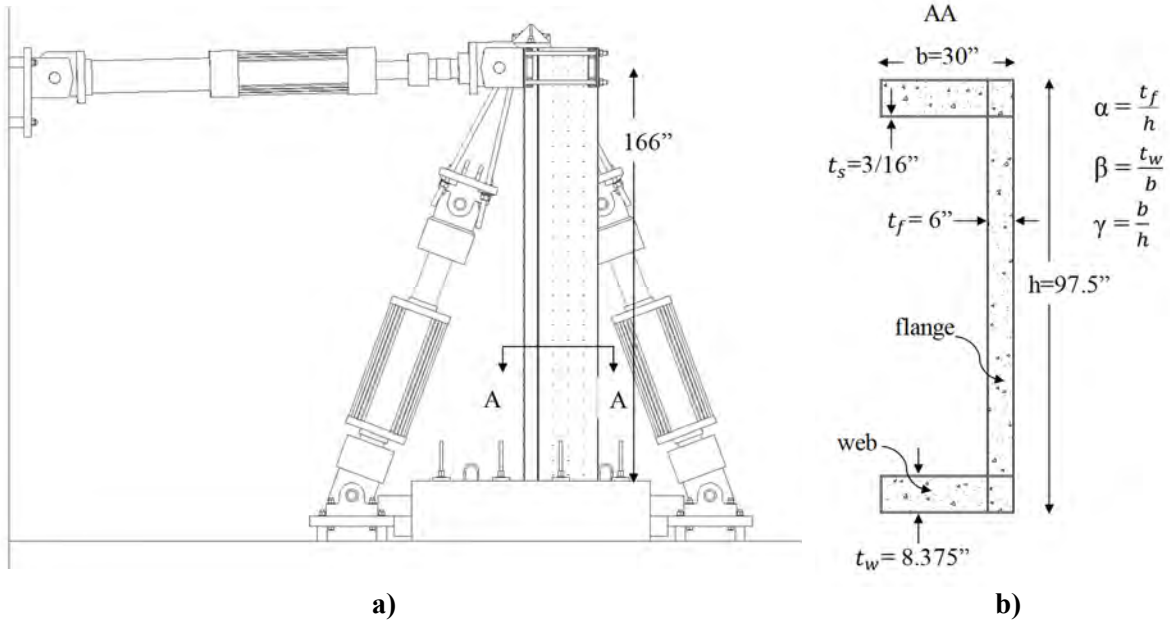 166”
A
A
a)
AA
b=30”
t_s=3/16”
t_f= 6”
h=97.5”
flange
web
t_w= 8.375”
α = t_f/h
β = t_w/b
γ = b/h
b)